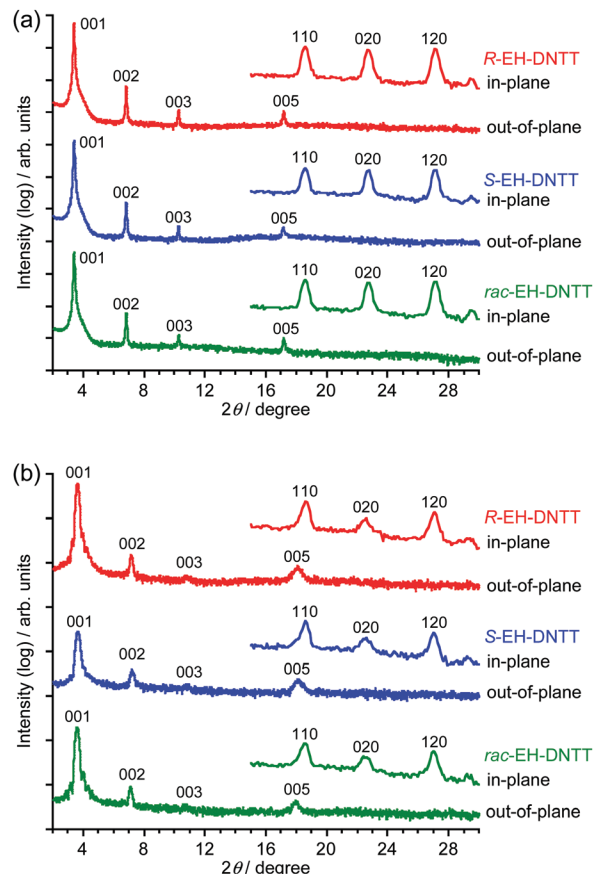 (a)
001
110
020
120
R-EH-DNTT
in-plane
002
003
005
out-of-plane
001
110
020
120
S-EH-DNTT
in-plane
002
003
005
out-of-plane
001
110
020
120
rac-EH-DNTT
in-plane
002
003
005
out-of-plane
Intensity (log) / arb. units
4 8 12 16 20 24 28
2θ / degree
(b)
001
110
020
120
R-EH-DNTT
in-plane
002
003
005
out-of-plane
001
110
020
120
S-EH-DNTT
in-plane
002
003
005
out-of-plane
001
110
020
120
rac-EH-DNTT
in-plane
002
003
005
out-of-plane
Intensity (log) / arb. units
4 8 12 16 20 24 28
2θ / degree